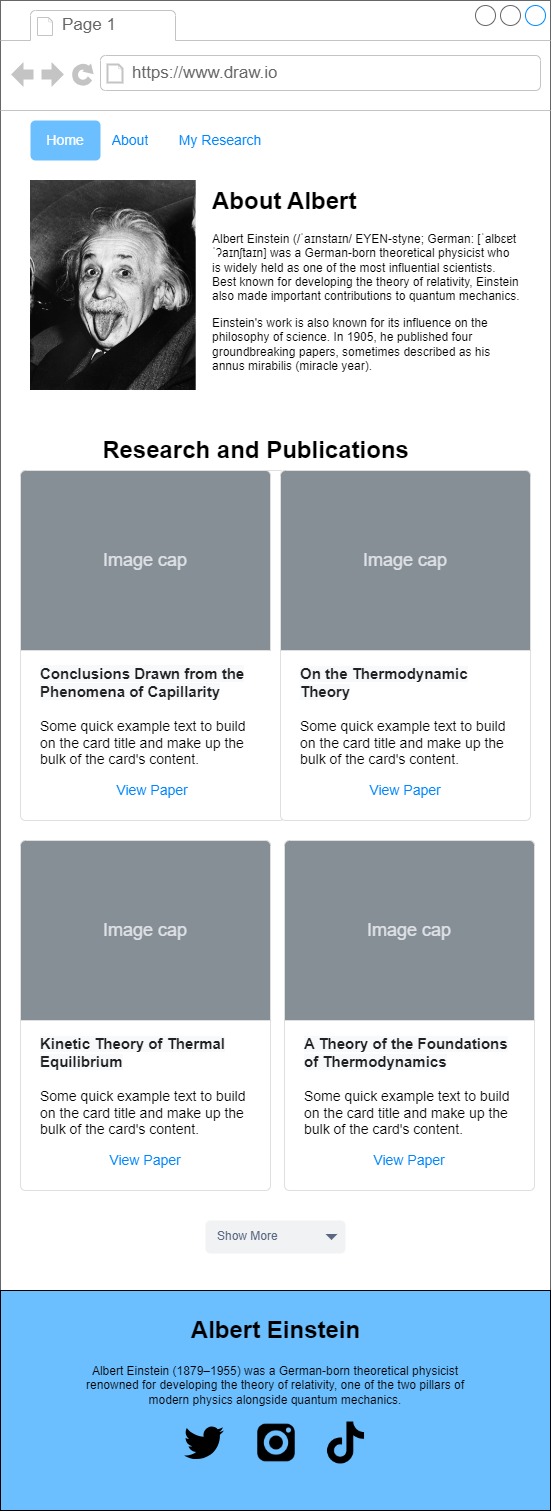 Page 1
https://www.draw.io
Home About My Research
About Albert
Albert Einstein (/ˈaɪnstaɪn/ EYEN-styne; German: [ˈalbɛɐt
ˈʔaɪnʃtaɪn] was a German-born theoretical physicist who
is widely held as one of the most influential scientists.
Best known for developing the theory of relativity, Einstein
also made important contributions to quantum mechanics.
Einstein's work is also known for its influence on the
philosophy of science. In 1905, he published four
groundbreaking papers, sometimes described as his
annus mirabilis (miracle year).
Research and Publications
Image cap
Conclusions Drawn from the
Phenomena of Capillarity
Some quick example text to build
on the card title and make up the
bulk of the card's content.
View Paper
Image cap
On the Thermodynamic
Theory
Some quick example text to build
on the card title and make up the
bulk of the card's content.
View Paper
Image cap
Kinetic Theory of Thermal
Equilibrium
Some quick example text to build
on the card title and make up the
bulk of the card's content.
View Paper
Image cap
A Theory of the Foundations
of Thermodynamics
Some quick example text to build
on the card title and make up the
bulk of the card's content.
View Paper
Show More
Albert Einstein
Albert Einstein (1879–1955) was a German-born theoretical physicist
renowned for developing the theory of relativity, one of the two pillars of
modern physics alongside quantum mechanics.